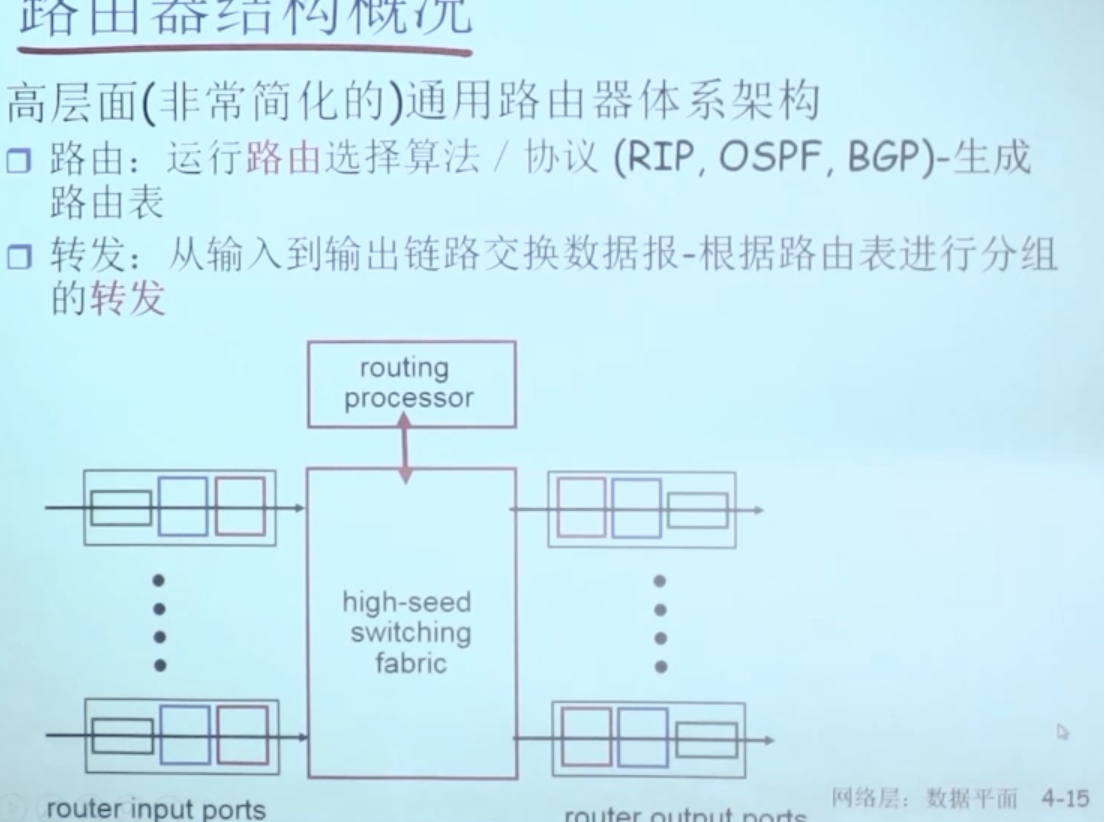 路由器结构概况
高层面(非常简化的)通用路由器体系架构
路由：运行路由选择算法 / 协议 (RIP, OSPF, BGP)-生成
路由表
转发：从输入到输出链路交换数据报-根据路由表进行分组
的转发
routing
processor
high-seed
switching
fabric
router input ports
router output ports
网络层：数据平面 4-15